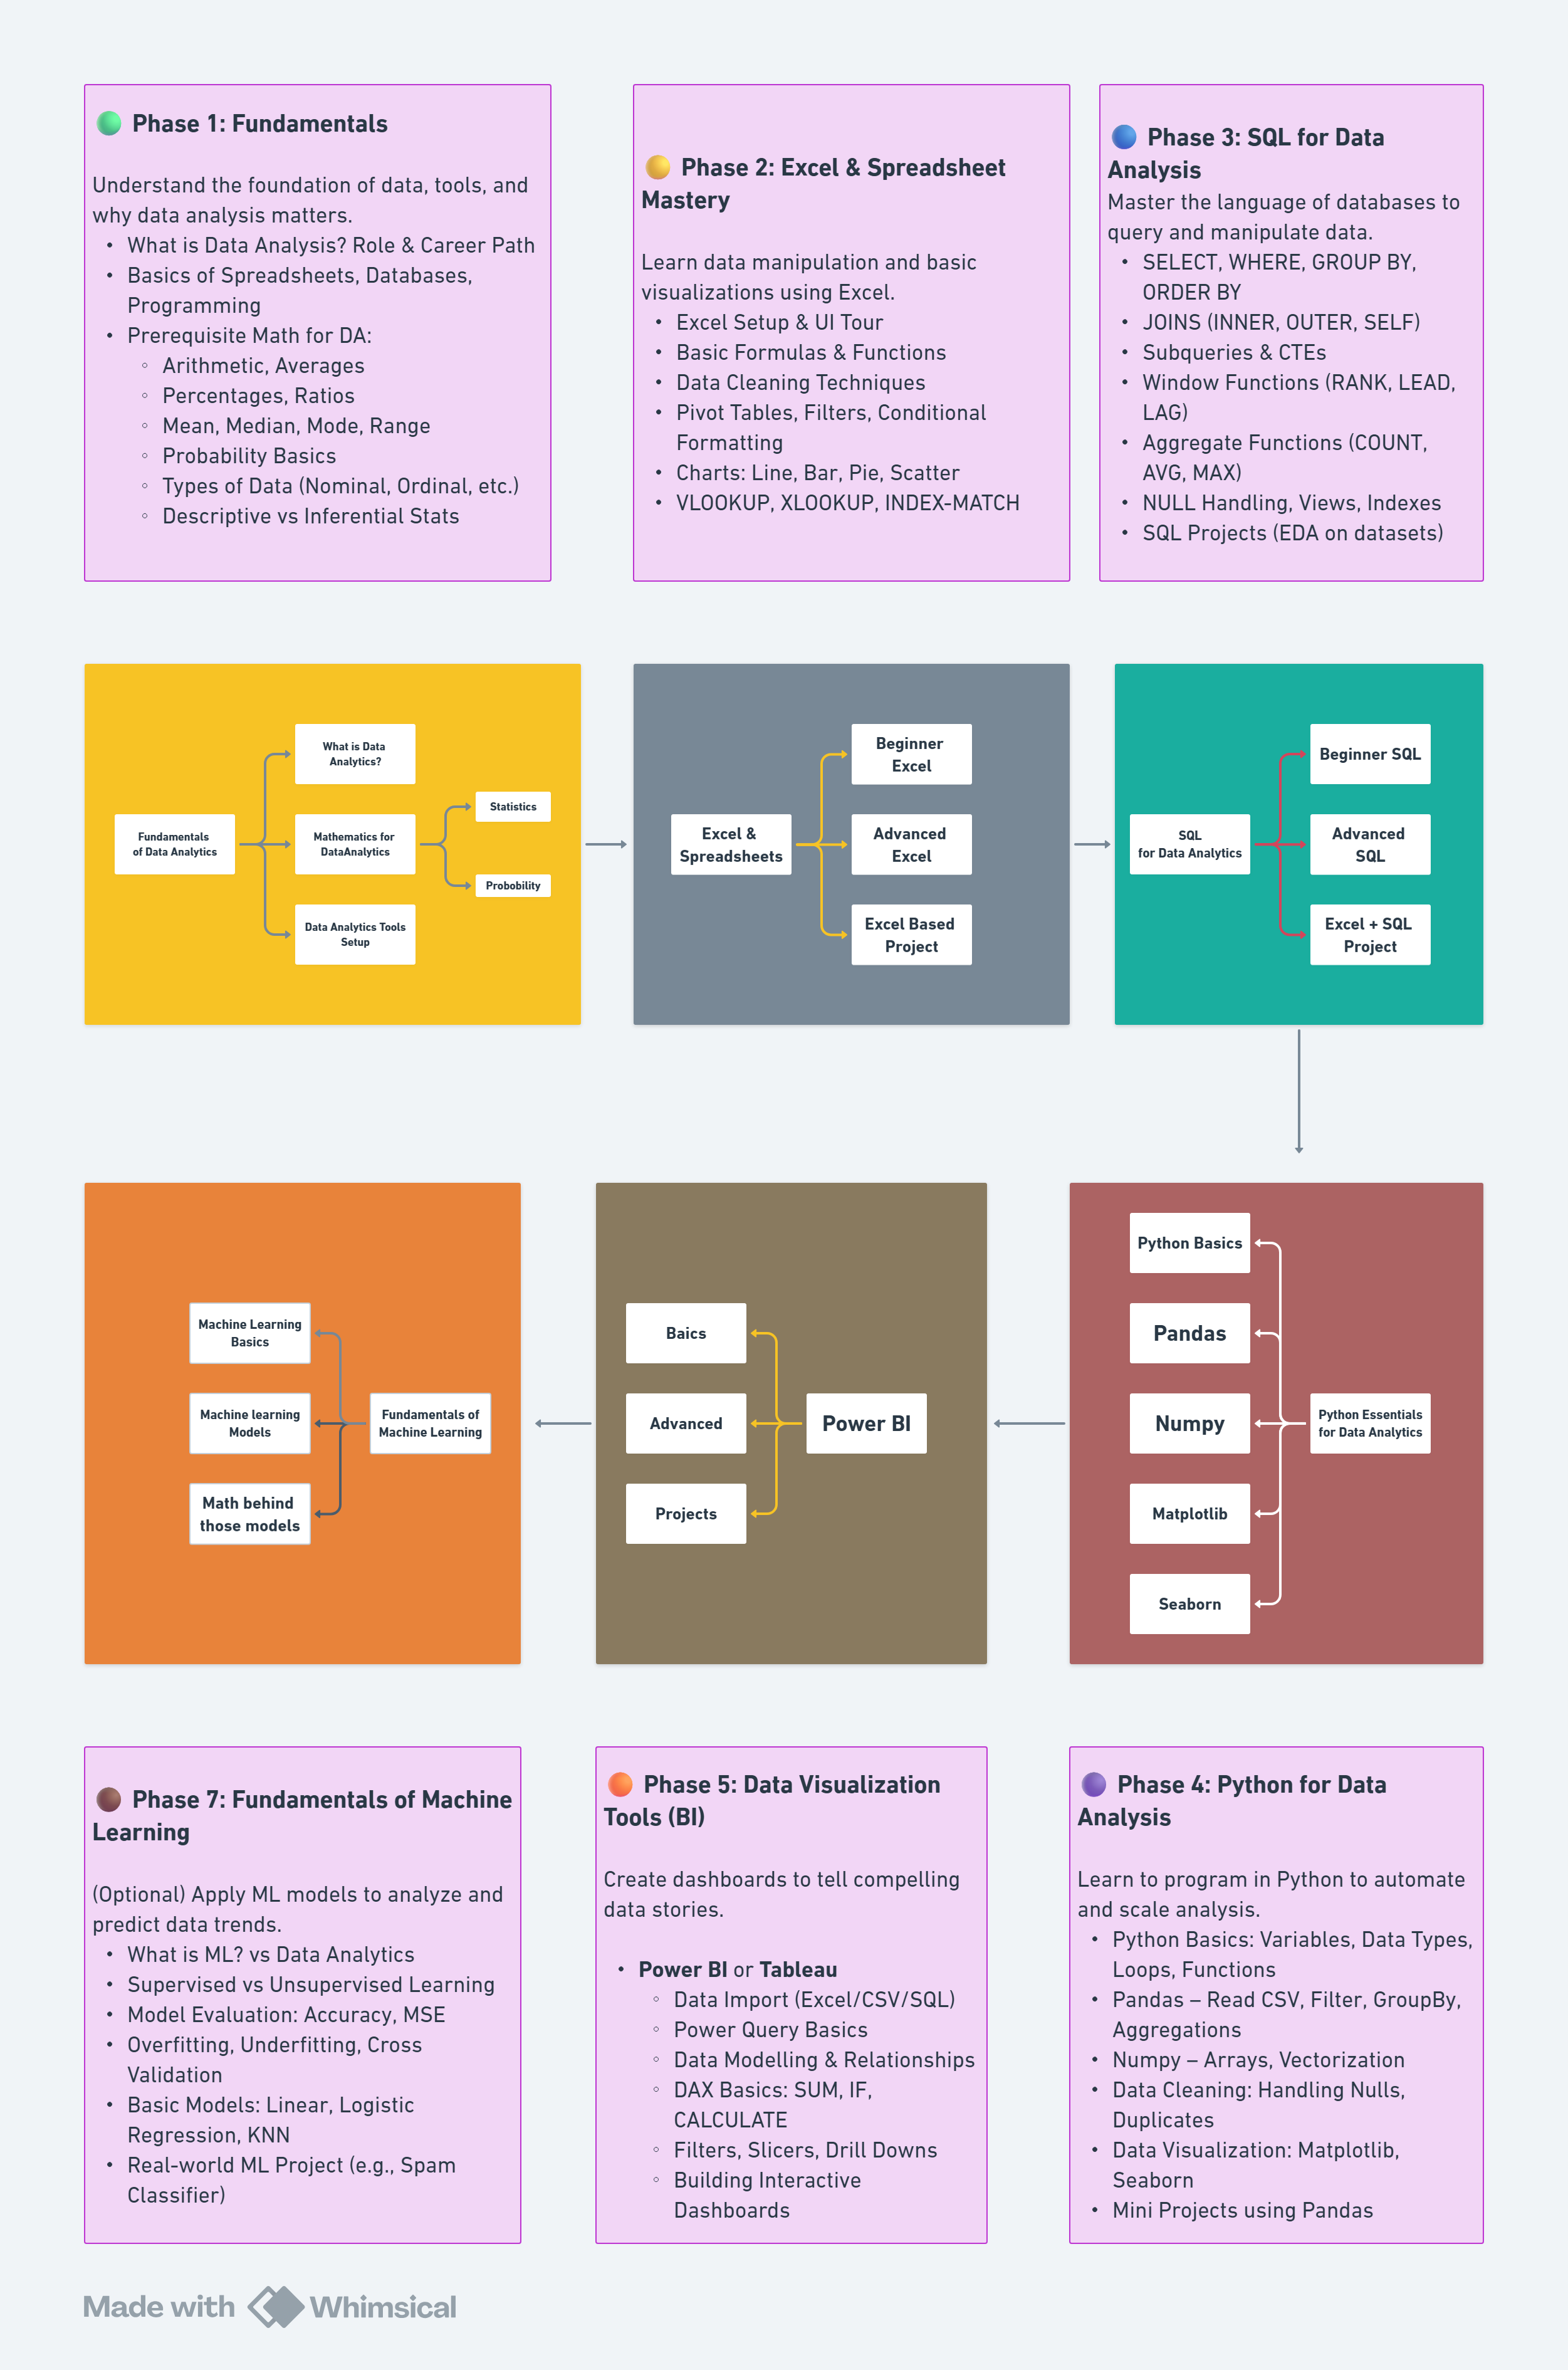 Phase 1: Fundamentals
Understand the foundation of data, tools, and
why data analysis matters.
• What is Data Analysis? Role & Career Path
• Basics of Spreadsheets, Databases,
Programming
• Prerequisite Math for DA:
◦ Arithmetic, Averages
◦ Percentages, Ratios
◦ Mean, Median, Mode, Range
◦ Probability Basics
◦ Types of Data (Nominal, Ordinal, etc.)
◦ Descriptive vs Inferential Stats
Phase 2: Excel & Spreadsheet
Mastery
Learn data manipulation and basic
visualizations using Excel.
• Excel Setup & UI Tour
• Basic Formulas & Functions
• Data Cleaning Techniques
• Pivot Tables, Filters, Conditional
Formatting
• Charts: Line, Bar, Pie, Scatter
• VLOOKUP, XLOOKUP, INDEX-MATCH
Phase 3: SQL for Data
Analysis
Master the language of databases to
query and manipulate data.
• SELECT, WHERE, GROUP BY,
ORDER BY
• JOINS (INNER, OUTER, SELF)
• Subqueries & CTEs
• Window Functions (RANK, LEAD,
LAG)
• Aggregate Functions (COUNT,
AVG, MAX)
• NULL Handling, Views, Indexes
• SQL Projects (EDA on datasets)
Fundamentals
of Data Analytics
What is Data
Analytics?
Mathematics for
DataAnalytics
Statistics
Probobility
Data Analytics Tools
Setup
Excel &
Spreadsheets
Beginner
Excel
Advanced
Excel
Excel Based
Project
SQL
for Data Analytics
Beginner SQL
Advanced
SQL
Excel + SQL
Project
Machine Learning
Basics
Machine learning
Models
Math behind
those models
Fundamentals of
Machine Learning
Baics
Advanced
Projects
Power BI
Python Basics
Pandas
Numpy
Matplotlib
Seaborn
Python Essentials
for Data Analytics
Phase 7: Fundamentals of Machine
Learning
(Optional) Apply ML models to analyze and
predict data trends.
• What is ML? vs Data Analytics
• Supervised vs Unsupervised Learning
• Model Evaluation: Accuracy, MSE
• Overfitting, Underfitting, Cross
Validation
• Basic Models: Linear, Logistic
Regression, KNN
• Real-world ML Project (e.g., Spam
Classifier)
Phase 5: Data Visualization
Tools (BI)
Create dashboards to tell compelling
data stories.
• Power BI or Tableau
◦ Data Import (Excel/CSV/SQL)
◦ Power Query Basics
◦ Data Modelling & Relationships
◦ DAX Basics: SUM, IF,
CALCULATE
◦ Filters, Slicers, Drill Downs
◦ Building Interactive
Dashboards
Phase 4: Python for Data
Analysis
Learn to program in Python to automate
and scale analysis.
• Python Basics: Variables, Data Types,
Loops, Functions
• Pandas – Read CSV, Filter, GroupBy,
Aggregations
• Numpy – Arrays, Vectorization
• Data Cleaning: Handling Nulls,
Duplicates
• Data Visualization: Matplotlib,
Seaborn
• Mini Projects using Pandas
Made with Whimsical